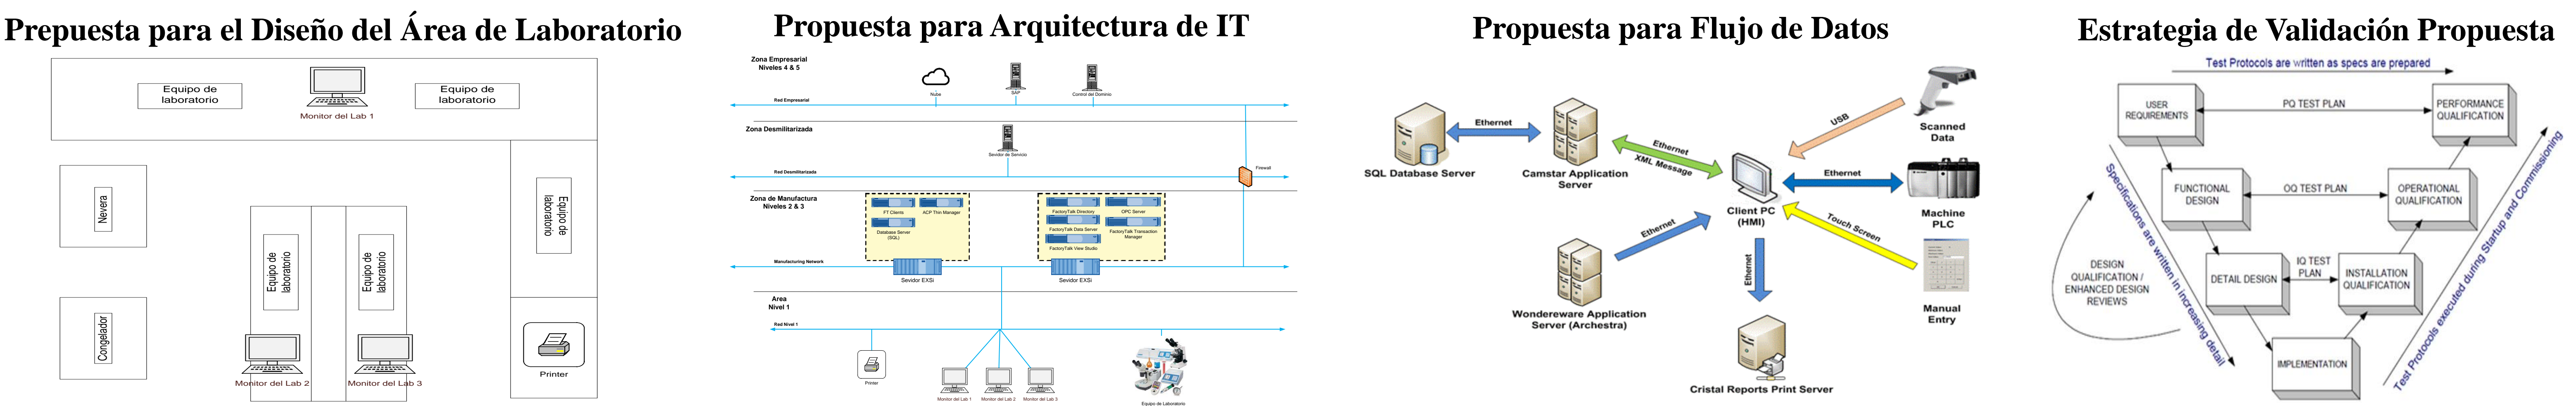 Prepuesta para el Diseño del Área de Laboratorio
Equipo de
laboratorio
Monitor del Lab 1
Equipo de
laboratorio
Nevera
Equipo de
laboratorio
Equipo de
laboratorio
Equipo de
laboratorio
Congelador
Monitor del Lab 2
Monitor del Lab 3
Printer
Propuesta para Arquitectura de IT
Zona Empresarial
Niveles 4 & 5
Nube
SAP
Control del Dominio
Red Empresarial
Zona Desmilitarizada
Sevidor de Servicio
Firewall
Red Desmilitarizada
Zona de Manufactura
Niveles 2 & 3
FT Clients
ACP Thin Manager
Database Server
(SQL)
FactoryTalk Directory
OPC Server
FactoryTalk Data Server
FactoryTalk Transaction
Manager
FactoryTalk View Studio
Manufacturing Network
Sevidor EXSi
Sevidor EXSi
Area
Nivel 1
Red Nivel 1
Printer
Monitor del Lab 1
Monitor del Lab 2
Monitor del Lab 3
Equipo de Laboratorio
Propuesta para Flujo de Datos
SQL Database Server
Ethernet
Camstar Application
Server
Ethernet
XML Message
USB
Scanned
Data
Client PC
(HMI)
Ethernet
Machine
PLC
Touch Screen
Manual
Entry
Ethernet
Wondereware Application
Server (Archestra)
Ethernet
Cristal Reports Print Server
Estrategia de Validación Propuesta
Test Protocols are written as specs are prepared
USER
REQUIREMENTS
PQ TEST PLAN
PERFORMANCE
QUALIFICATION
FUNCTIONAL
DESIGN
OQ TEST PLAN
OPERATIONAL
QUALIFICATION
DETAIL DESIGN
IQ TEST
PLAN
INSTALLATION
QUALIFICATION
IMPLEMENTATION
DESIGN
QUALIFICATION /
ENHANCED DESIGN
REVIEWS
Specifications are written in increasing detail
Test Protocols executed during Startup and Commissioning